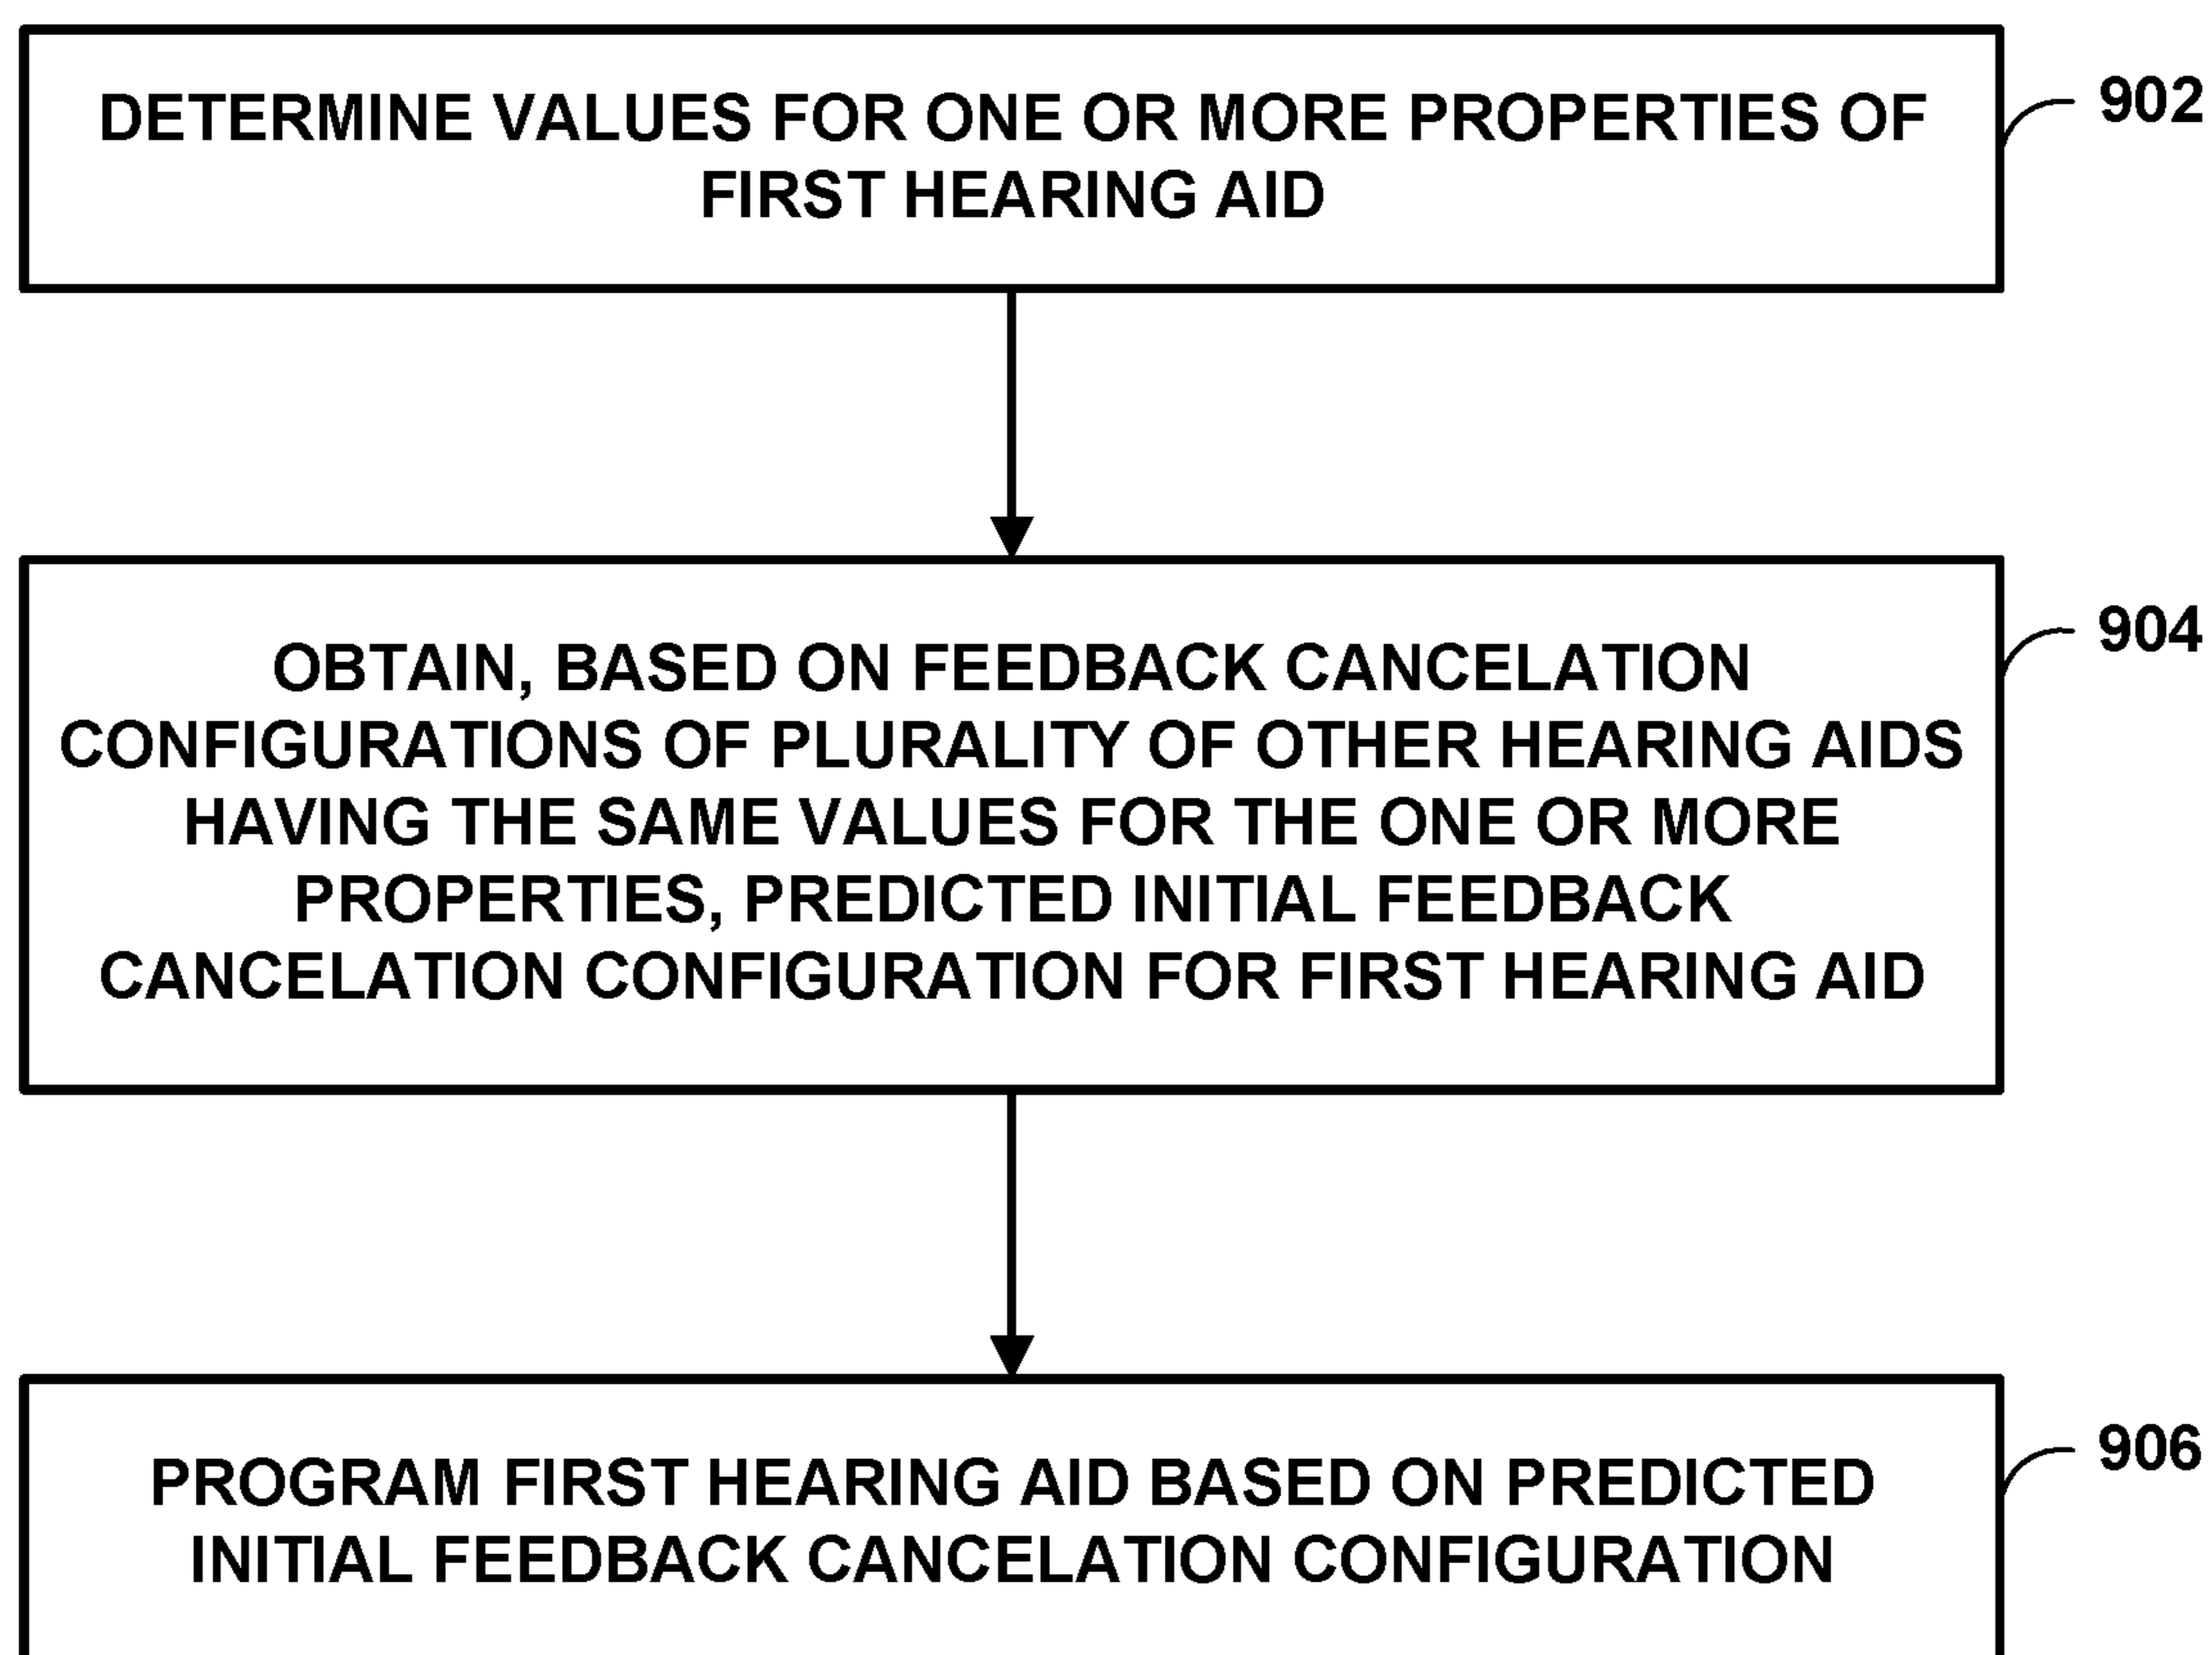 DETERMINE VALUES FOR ONE OR MORE PROPERTIES OF
FIRST HEARING AID
902
OBTAIN, BASED ON FEEDBACK CANCELATION
CONFIGURATIONS OF PLURALITY OF OTHER HEARING AIDS
HAVING THE SAME VALUES FOR THE ONE OR MORE
PROPERTIES, PREDICTED INITIAL FEEDBACK
CANCELATION CONFIGURATION FOR FIRST HEARING AID
904
PROGRAM FIRST HEARING AID BASED ON PREDICTED
INITIAL FEEDBACK CANCELATION CONFIGURATION
906